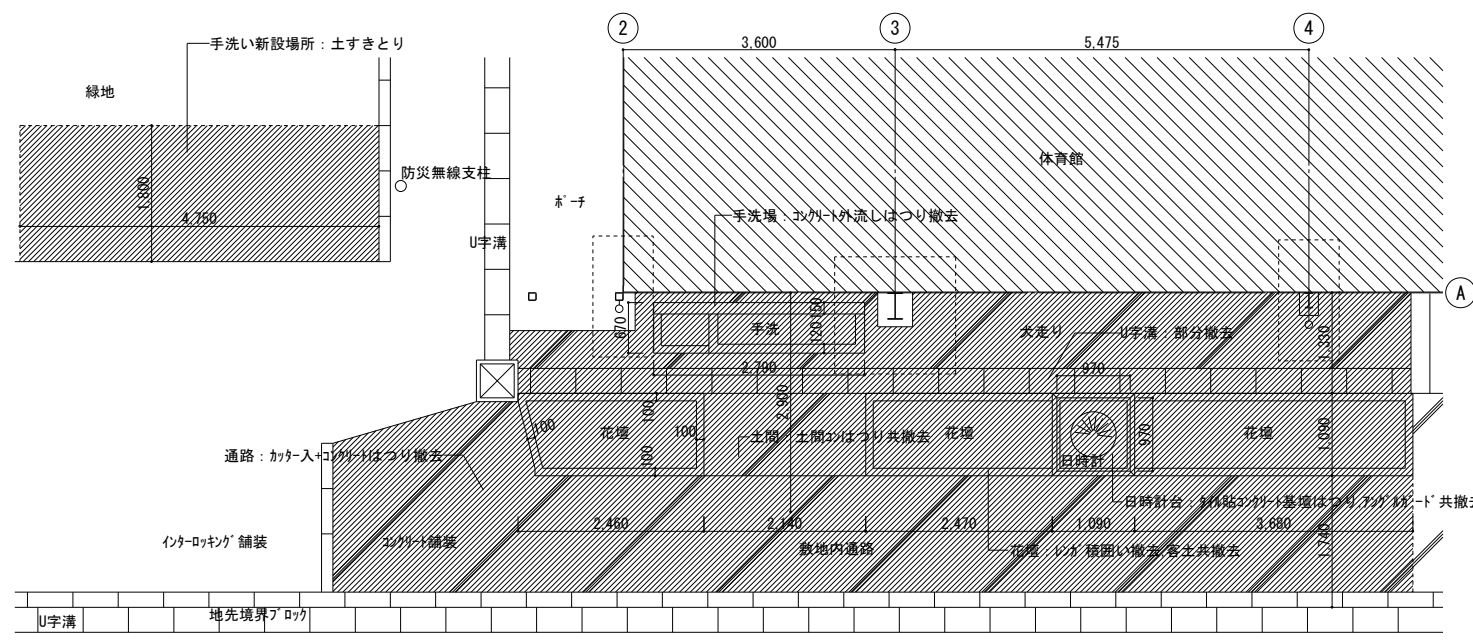 手洗い新設場所：土すきとり
緑地
1,800
4,750
防災無線支柱
ポーチ
U字溝
2
3,600
3
5,475
4
体育館
A
手洗場：コンクリート外流しはつり撤去
670
手洗
120
150
2,790
2,900
犬走り
U字溝：部分撤去
1,330
970
970
100
花壇
100
100
100
土間：土間コンはつり共撤去
花壇
日時計
花壇
1,090
通路：カッター入+コンクリートはつり撤去
日時計台：タイル貼コンクリート基壇はつり,アングルガード共撤去
2,460
2,140
2,470
1,090
3,680
1,740
インターロッキング舗装
コンクリート舗装
敷地内通路
花壇：レンガ積囲い撤去,客土共撤去
地先境界ブロック
U字溝